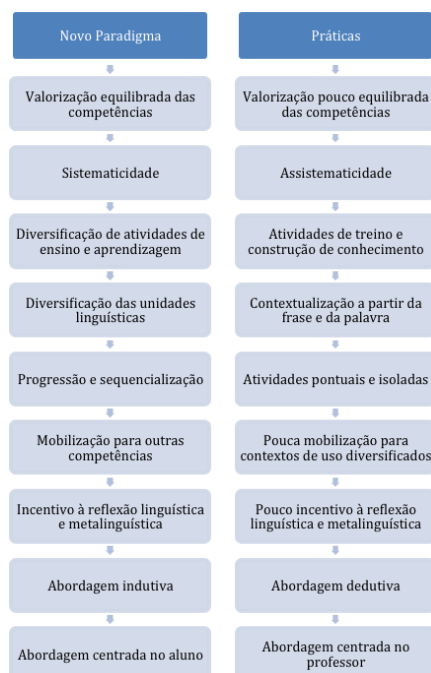 Novo Paradigma
Valorização equilibrada das
competências
Sistematicidade
Diversificação de atividades de
ensino e aprendizagem
Diversificação das unidades
linguísticas
Progressão e sequencialização
Mobilização para outras
competências
Incentivo à reflexão linguística
e metalinguística
Abordagem indutiva
Abordagem centrada no aluno
Práticas
Valorização pouco equilibrada
das competências
Assistematicidade
Atividades de treino e
construção de conhecimento
Contextualização a partir da
frase e da palavra
Atividades pontuais e isoladas
Pouca mobilização para
contextos de uso diversificados
Pouco incentivo à reflexão
linguística e metalinguística
Abordagem dedutiva
Abordagem centrada no
professor